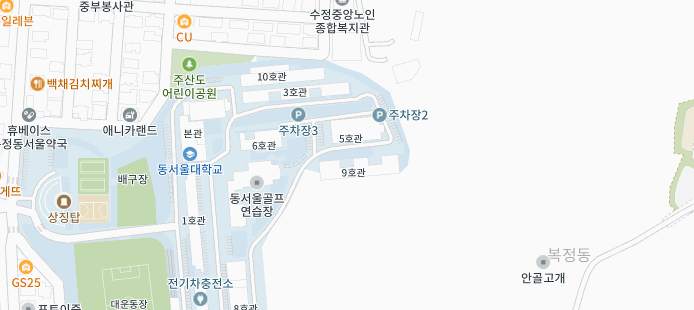 중부봉사관
일레븐
CU
수정중앙노인
종합복지관
주산도
어린이공원
10호관
3호관
백채김치찌개
휴베이스
정동서울약국
애니카랜드
본관
주차장3
주차장2
6호관
5호관
동서울대학교
9호관
배구장
동서울골프
연습장
게뜨
상징탑
1호관
복정동
안골고개
GS25
전기차충전소
대운동장
8호관